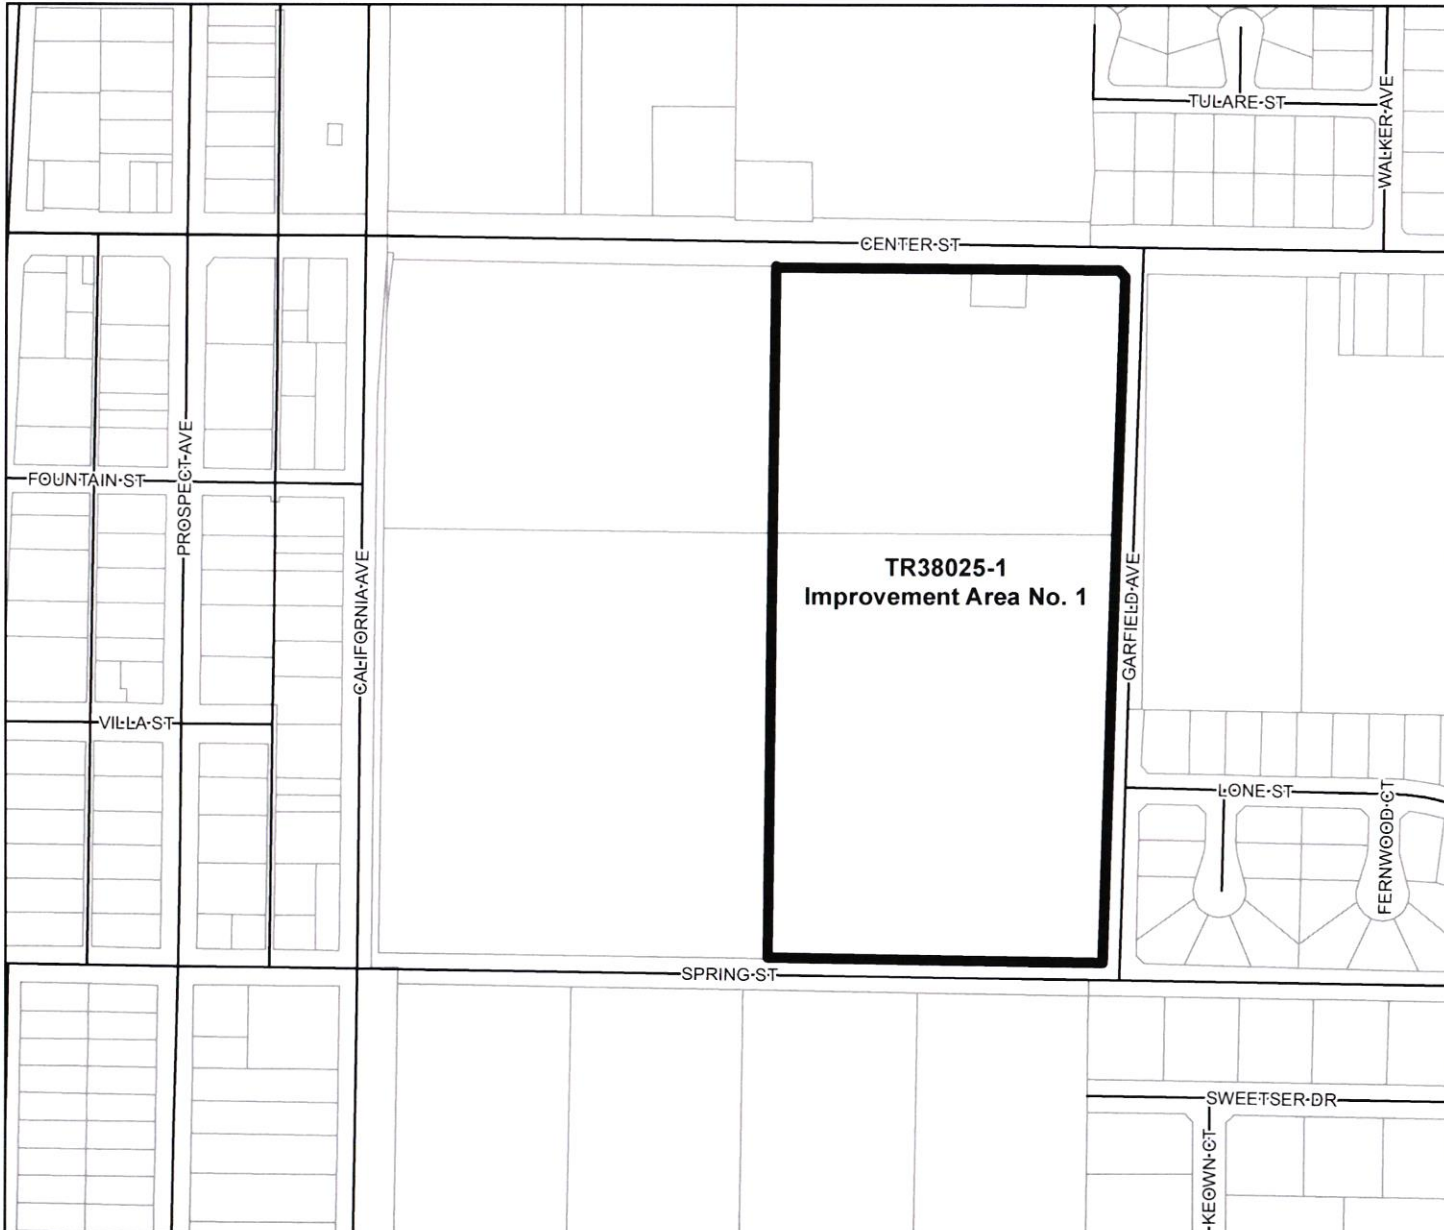 TULARE ST
WALKER AVE
CENTER ST
FOUNTAIN ST
PROSPECT AVE
CALIFORNIA AVE
TR38025-1
Improvement Area No. 1
GARFIELD AVE
VILLA ST
LONE ST
FERNWOOD CT
SPRING ST
SWEETSER DR
KEOWN CT